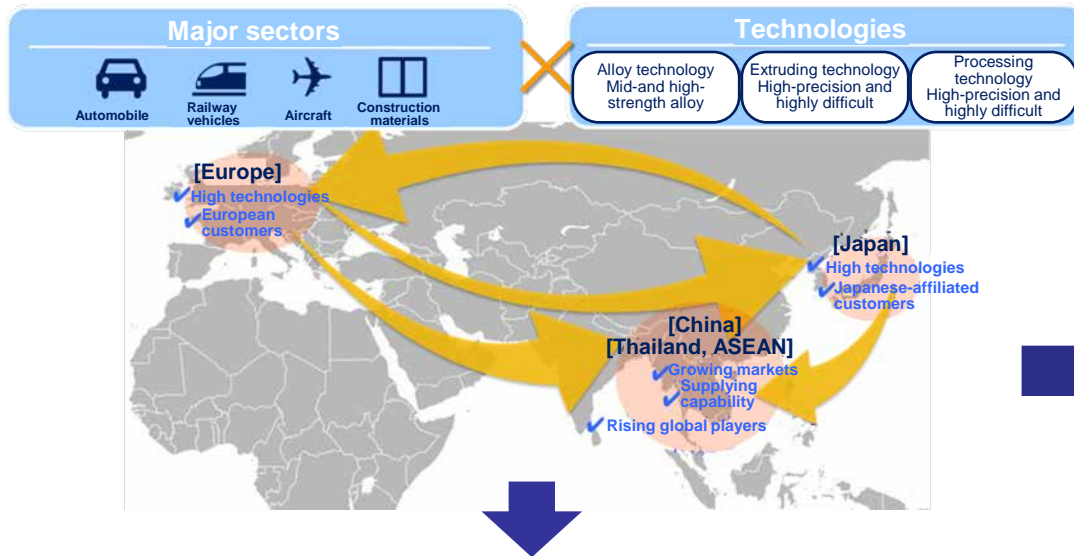 Major sectors
Automobile
Railway
vehicles
Aircraft
Construction
materials
Technologies
Alloy technology
Mid-and high-
strength alloy
Extruding technology
High-precision and
highly difficult
Processing
technology
High-precision and
highly difficult
[Europe]
High technologies
European
customers
[Japan]
High technologies
Japanese-affiliated
customers
[China]
[Thailand, ASEAN]
Growing markets
Supplying
capability
Rising global players